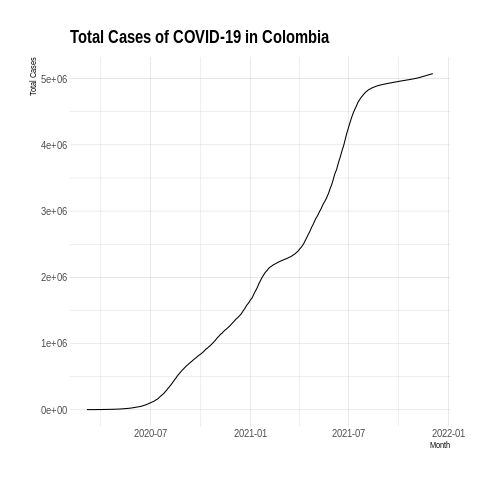 Total Cases of COVID-19 in Colombia
Total Cases
5e+06
4e+06
3e+06
2e+06
1e+06
0e+00
2020-07 2021-01 2021-07 2022-01
Month